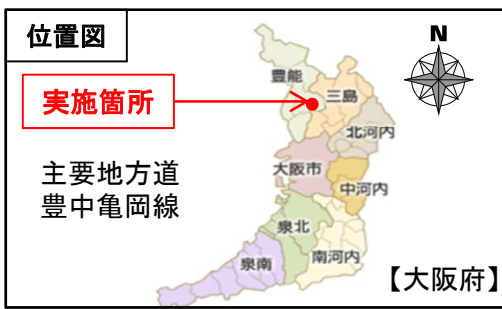 位置図
N
豊能
実施箇所
三島
北河内
主要地方道
豊中亀岡線
大阪市
中河内
泉北
泉南
南河内
【大阪府】